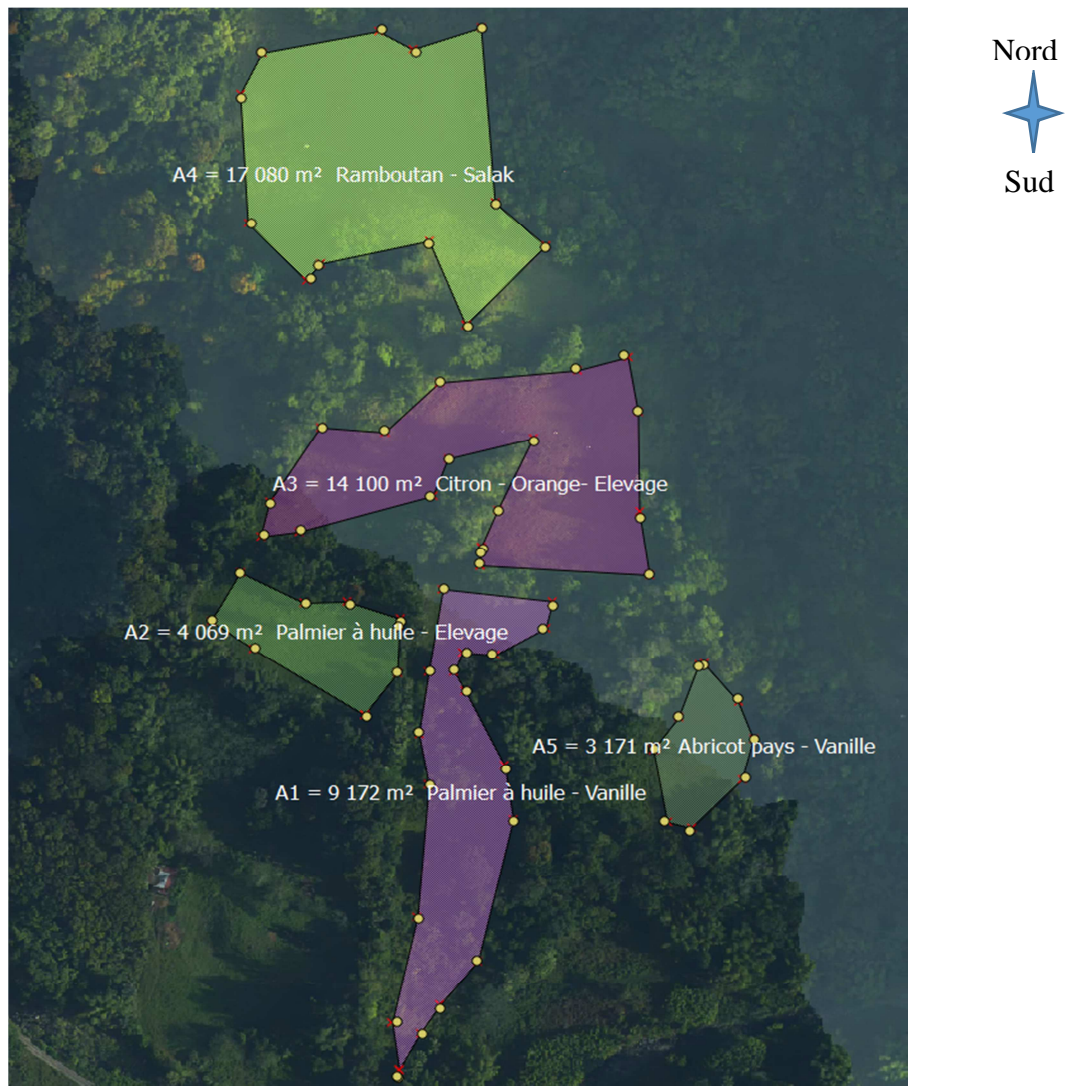 Nord
Sud
A4 = 17 080 m² Ramboutan - Salak
A3 = 14 100 m² Citron - Orange- Elevage
A2 = 4 069 m² Palmier à huile - Elevage
A5 = 3 171 m² Abricot pays - Vanille
A1 = 9 172 m² Palmier à huile - Vanille